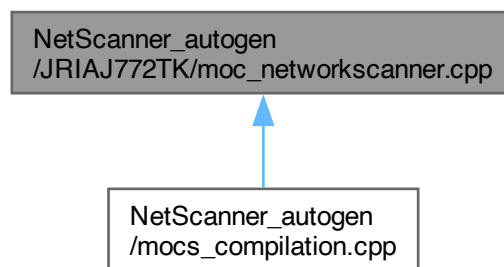 NetScanner_autogen
/JRIAJ772TK/moc_networkscanner.cpp
NetScanner_autogen
/mocs_compilation.cpp